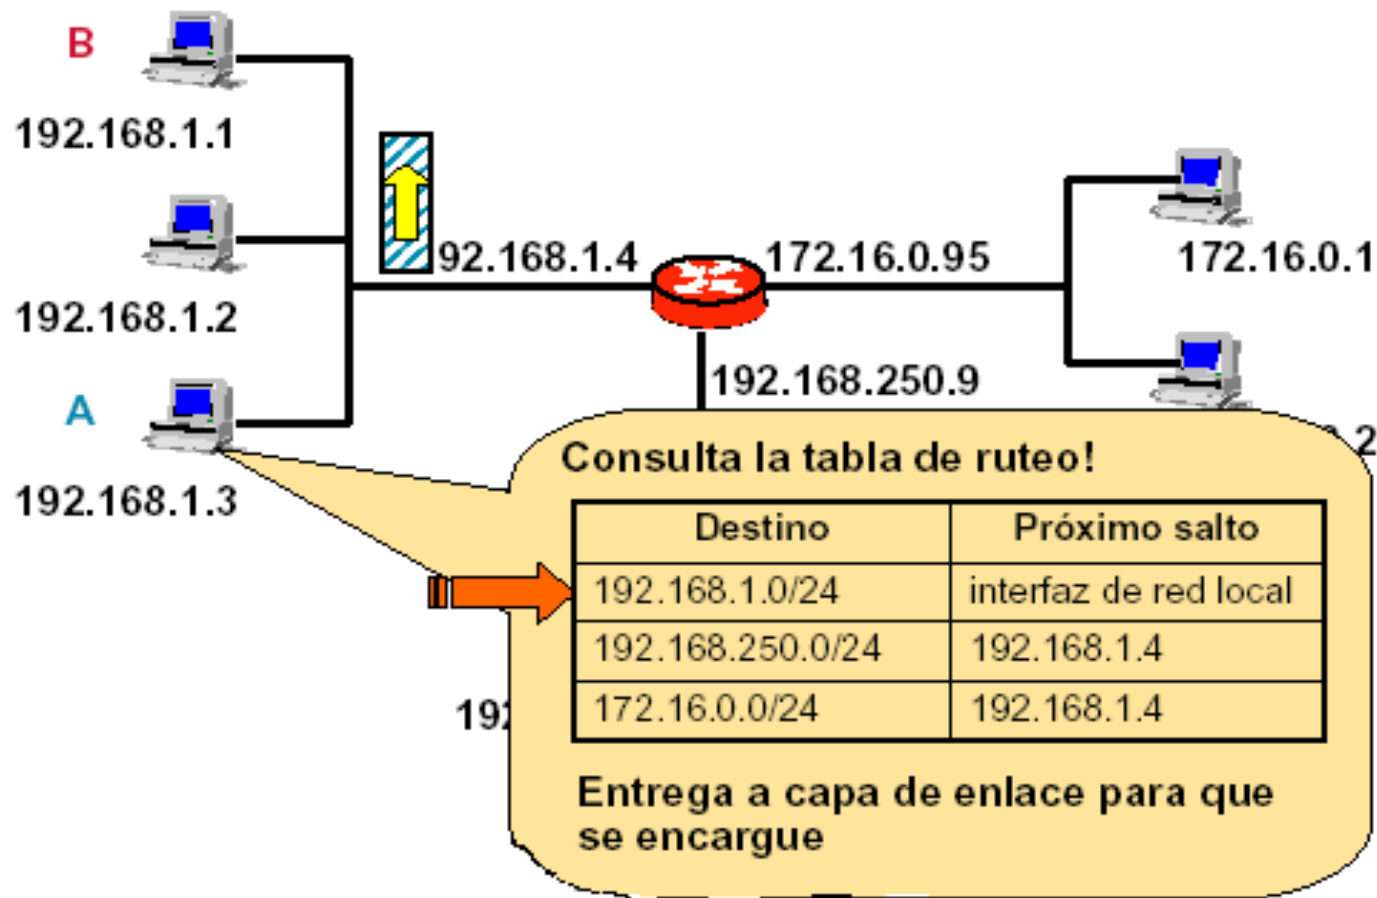 B
192.168.1.1
192.168.1.2
A
192.168.1.3
92.168.1.4
172.16.0.95
172.16.0.1
192.168.250.9
.2
192
Consulta la tabla de ruteo!
Destino Próximo salto
192.168.1.0/24 interfaz de red local
192.168.250.0/24 192.168.1.4
172.16.0.0/24 192.168.1.4
Entrega a capa de enlace para que
se encargue